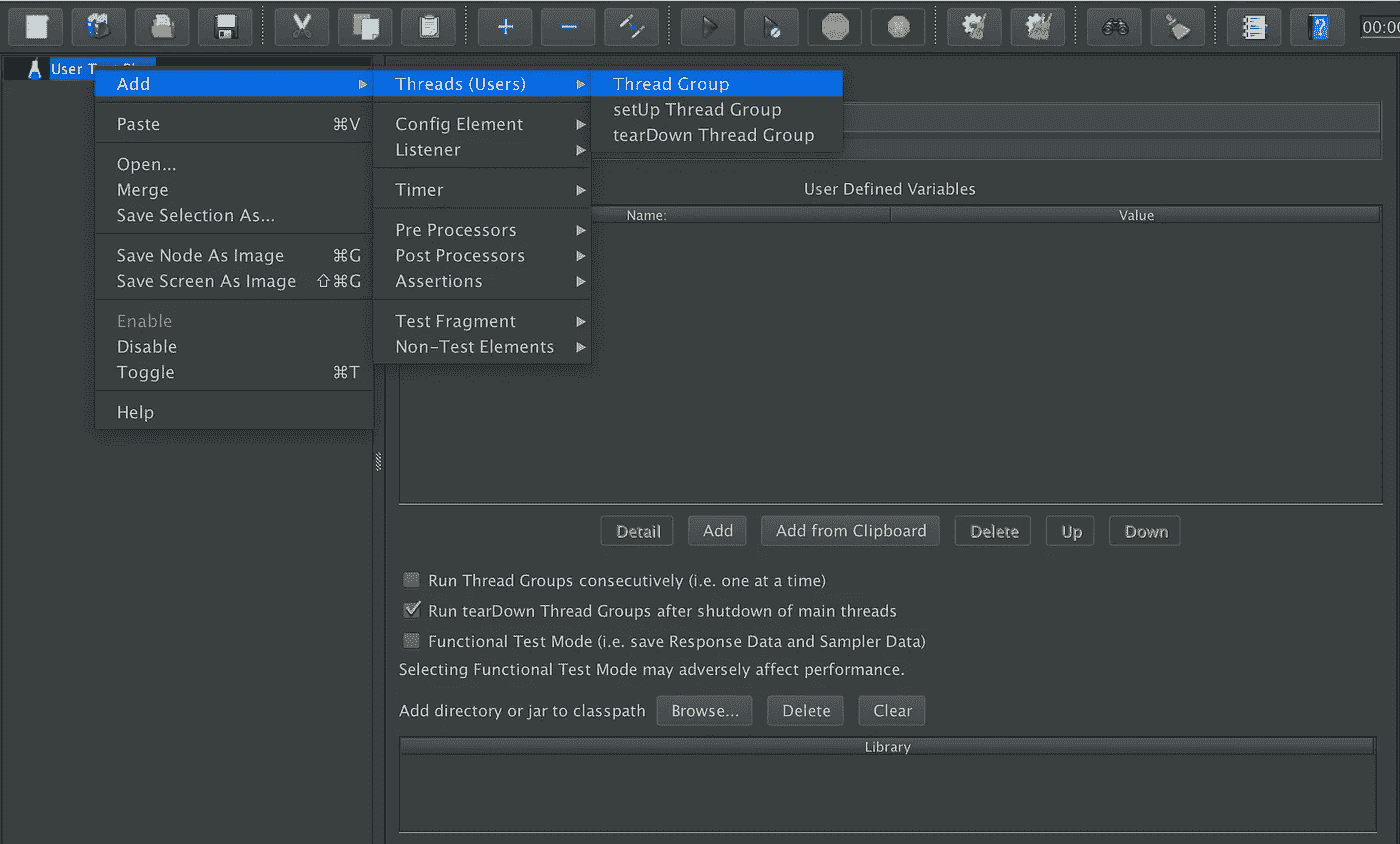 00:0
User T
Add
Paste ⌘V
Open...
Merge
Save Selection As...
Save Node As Image ⌘G
Save Screen As Image ⇧⌘G
Enable
Disable
Toggle ⌘T
Help
Threads (Users)
Config Element
Listener
Timer
Pre Processors
Post Processors
Assertions
Test Fragment
Non-Test Elements
Thread Group
setUp Thread Group
tearDown Thread Group
User Defined Variables
Name: Value
Detail Add Add from Clipboard Delete Up Down
Run Thread Groups consecutively (i.e. one at a time)
Run tearDown Thread Groups after shutdown of main threads
Functional Test Mode (i.e. save Response Data and Sampler Data)
Selecting Functional Test Mode may adversely affect performance.
Add directory or jar to classpath Browse... Delete Clear
Library